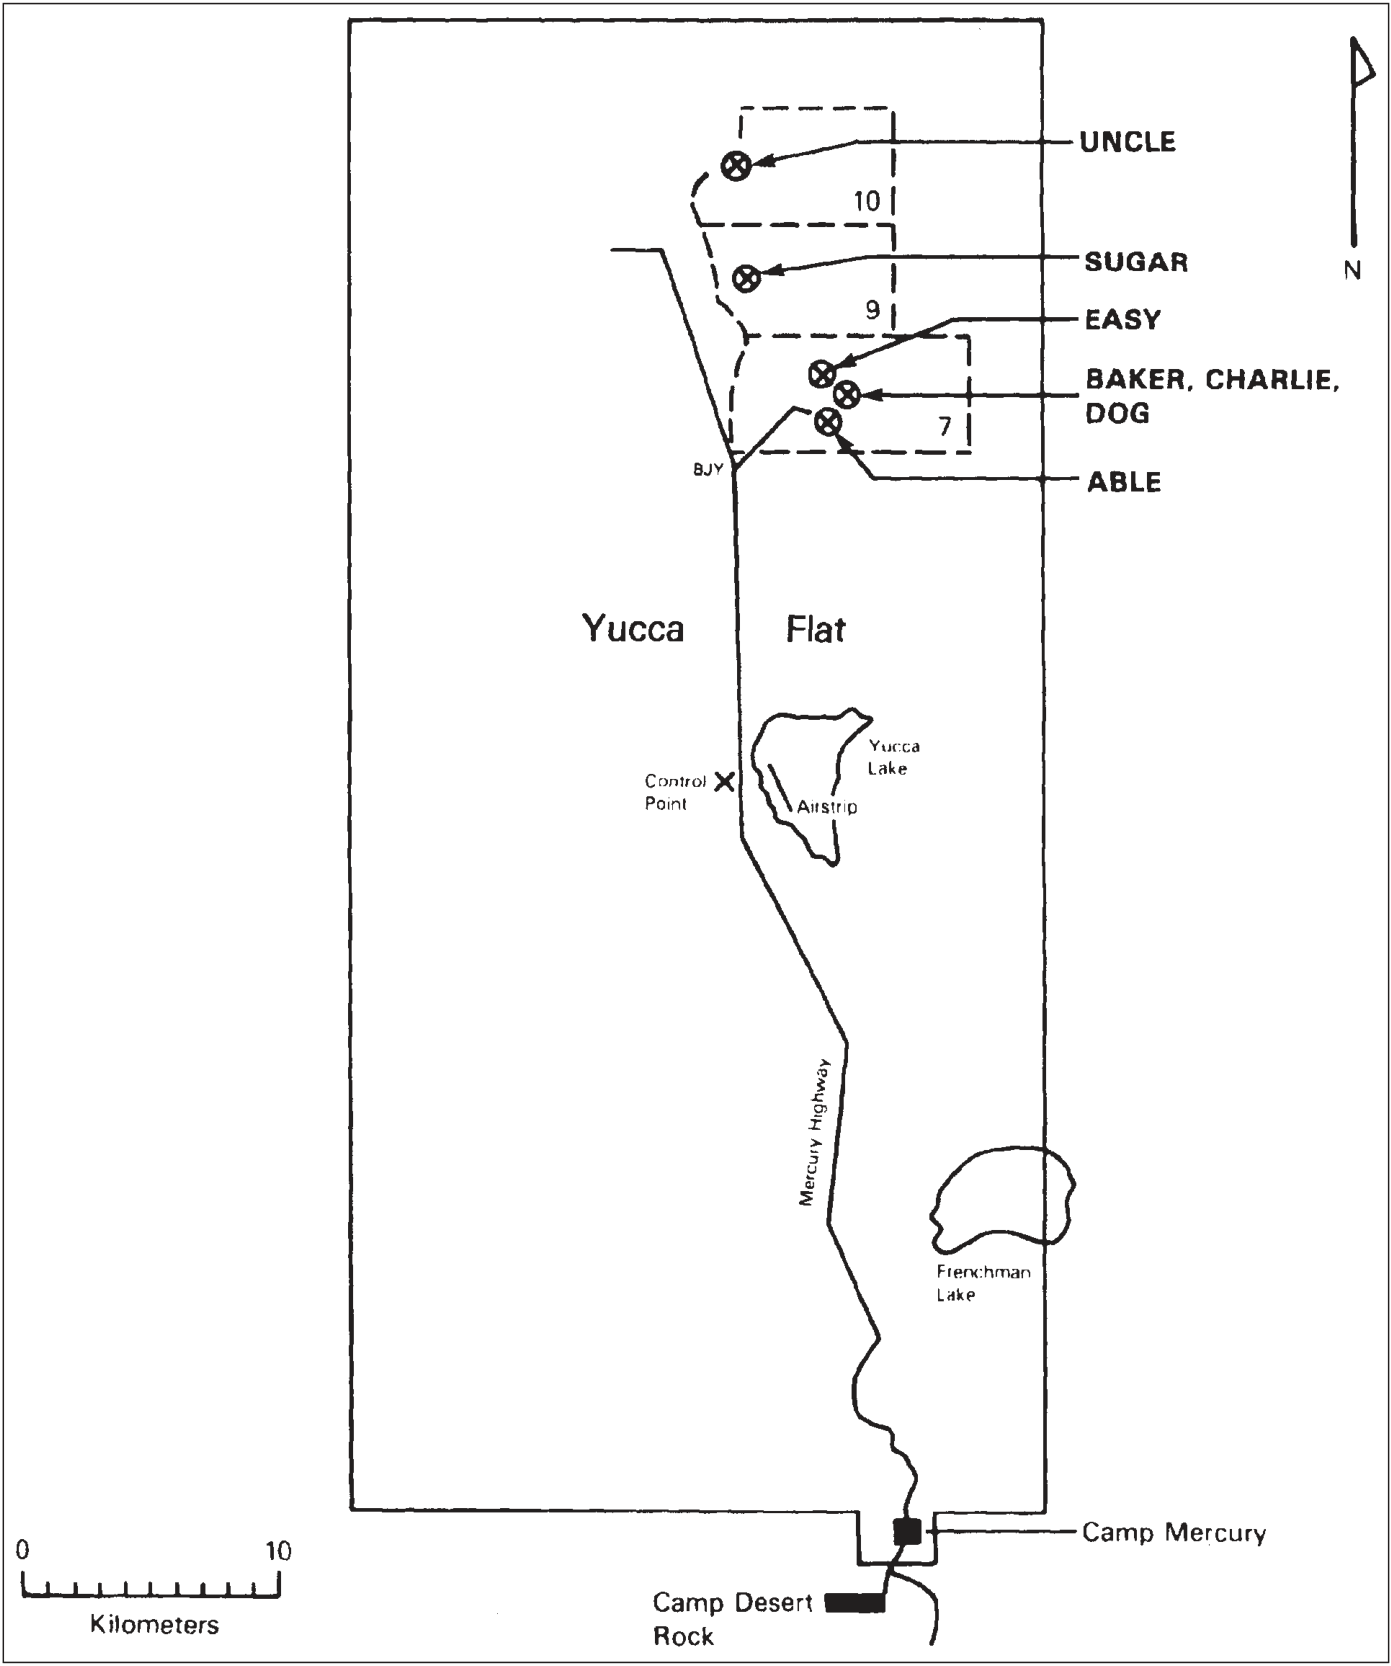 UNCLE
10
SUGAR
9
EASY
BAKER, CHARLIE,
DOG
7
BJY
ABLE
N
Yucca Flat
Yucca
Lake
Control
Point
Airstrip
Mercury Highway
Frenchman
Lake
Camp Mercury
0 10
Kilometers
Camp Desert
Rock